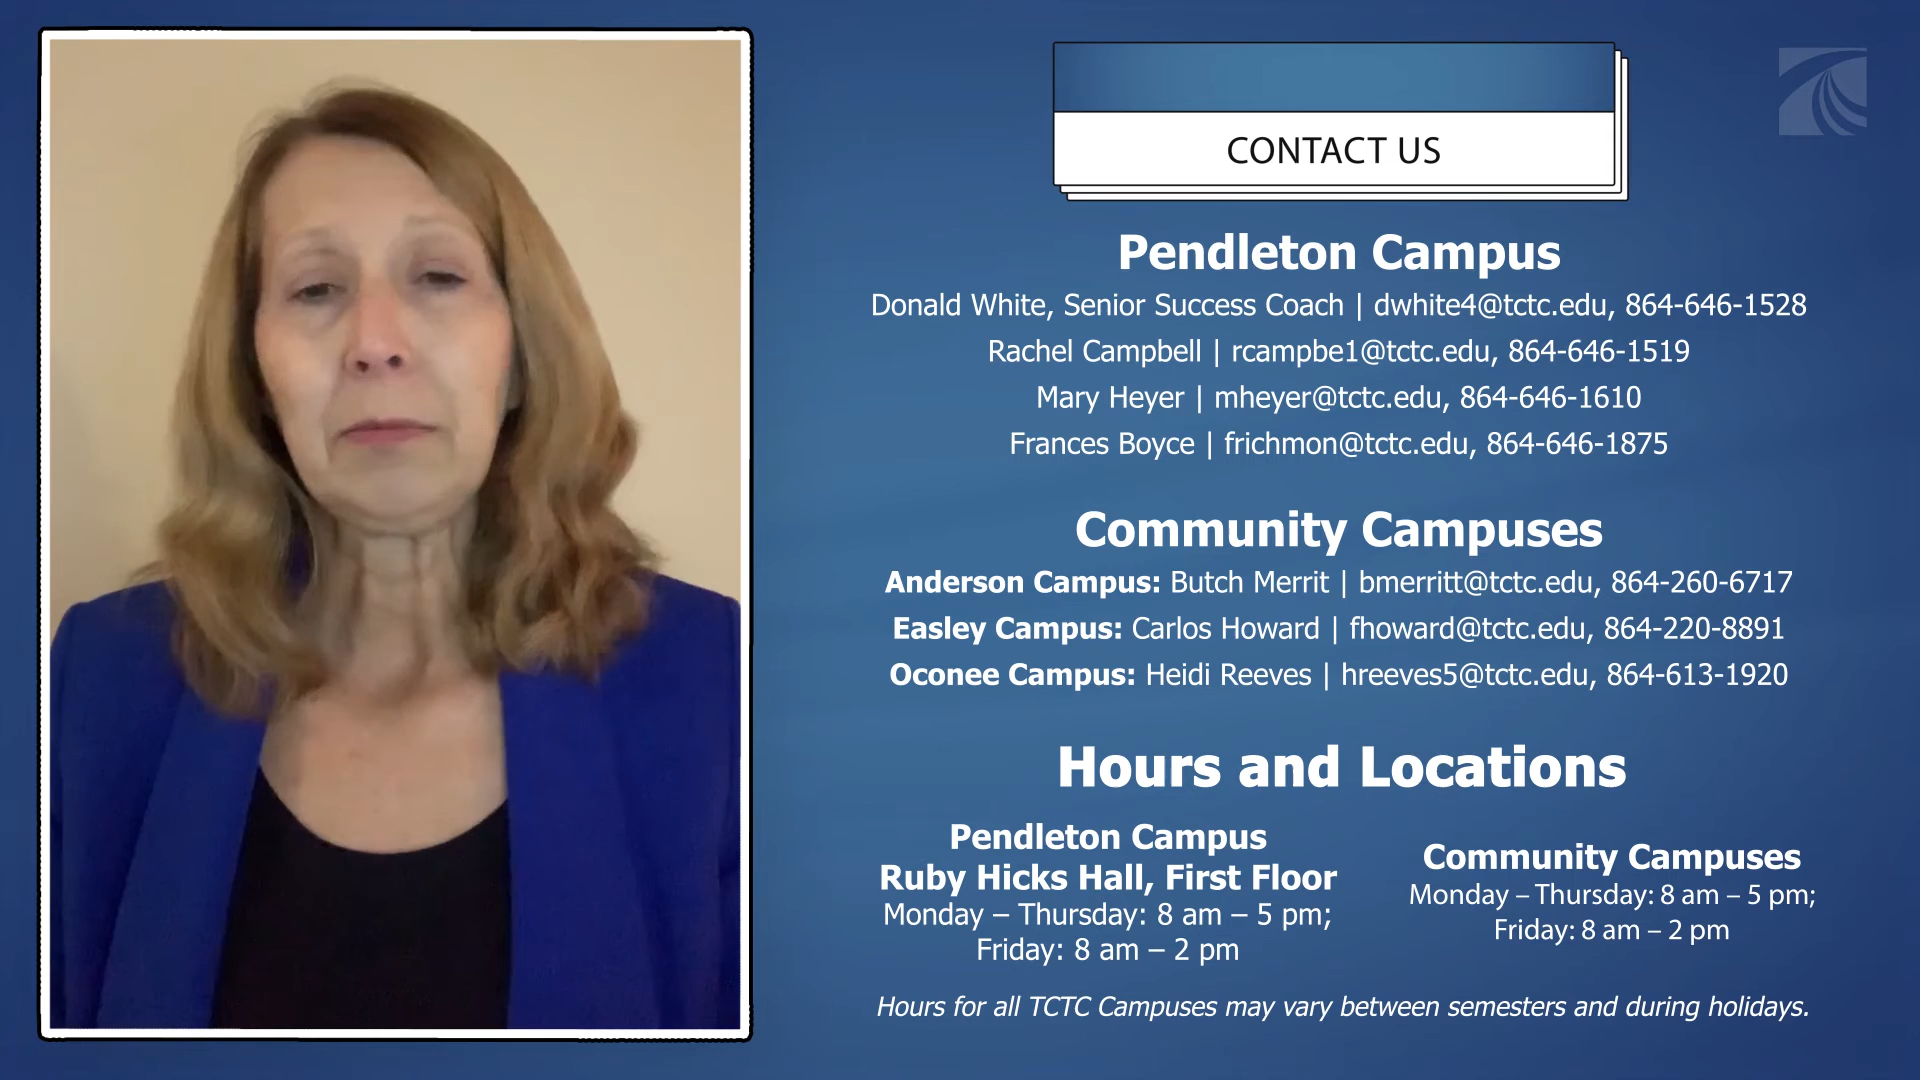 CONTACT US
Pendleton Campus
Donald White, Senior Success Coach | dwhite4@tctc.edu, 864-646-1528
Rachel Campbell | rcampbe1@tctc.edu, 864-646-1519
Mary Heyer | mheyer@tctc.edu, 864-646-1610
Frances Boyce | frichmon@tctc.edu, 864-646-1875
Community Campuses
Anderson Campus: Butch Merrit | bmerritt@tctc.edu, 864-260-6717
Easley Campus: Carlos Howard | fhoward@tctc.edu, 864-220-8891
Oconee Campus: Heidi Reeves | hreeves5@tctc.edu, 864-613-1920
Hours and Locations
Pendleton Campus
Ruby Hicks Hall, First Floor
Monday – Thursday: 8 am – 5 pm;
Friday: 8 am – 2 pm
Community Campuses
Monday – Thursday: 8 am – 5 pm;
Friday: 8 am – 2 pm
Hours for all TCTC Campuses may vary between semesters and during holidays.